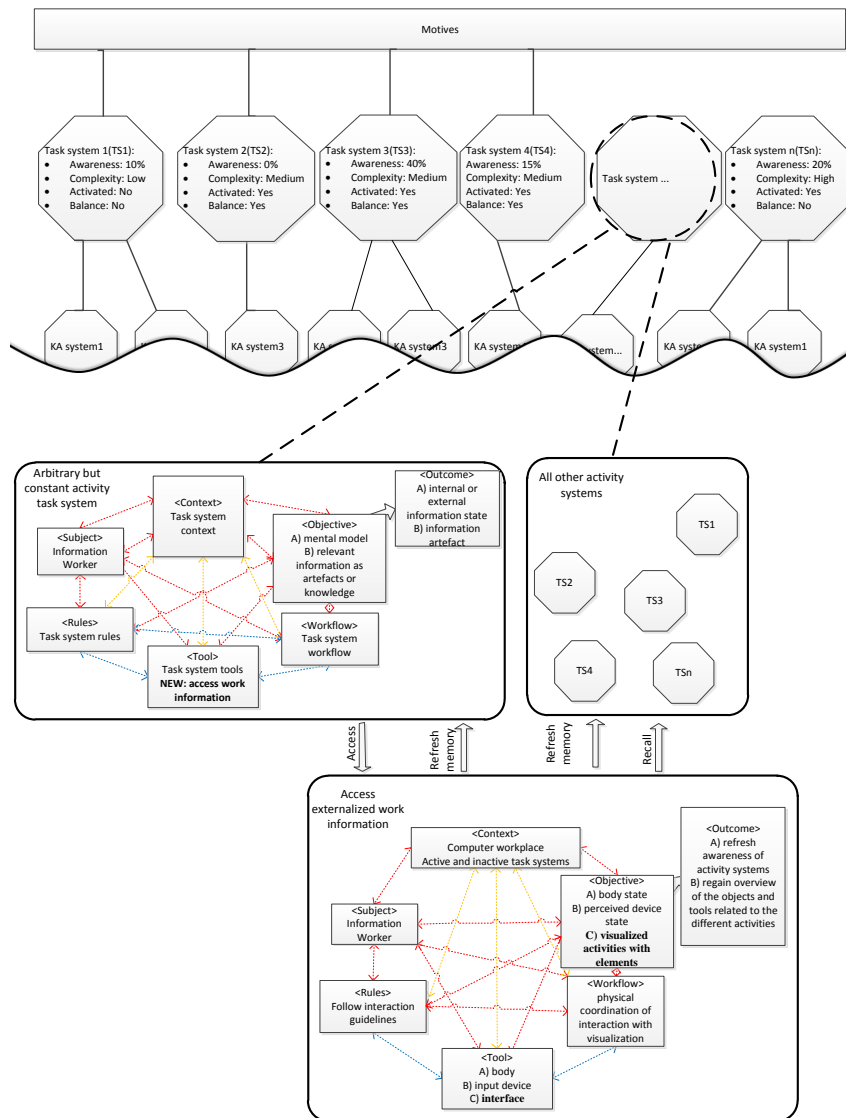 Motives
Task system 1(TS1):
• Awareness: 10%
• Complexity: Low
• Activated: No
• Balance: No
Task system 2(TS2):
• Awareness: 0%
• Complexity: Medium
• Activated: Yes
• Balance: Yes
Task system 3(TS3):
• Awareness: 40%
• Complexity: Medium
• Activated: Yes
• Balance: Yes
Task system 4(TS4):
Awareness: 15%
Complexity: Medium
Activated: Yes
Balance: Yes
Task system ...
Task system n(TSn):
• Awareness: 20%
• Complexity: High
• Activated: Yes
• Balance: No
KA system1
KA system3
KA system3
KA system
system...
KA system
KA system1
Arbitrary but
constant activity
task system
<Context>
Task system
context
<Outcome>
A) internal or
external
information state
B) information
artefact
<Subject>
Information
Worker
<Objective>
A) mental model
B) relevant
information as
artefacts or
knowledge
<Rules>
Task system rules
<Tool>
Task system tools
NEW: access work
information
<Workflow>
Task system
workflow
All other activity
systems
TS1
TS2
TS3
TS4
TSn
Access
Refresh
memory
Refresh
memory
Recall
Access
externalized work
information
<Context>
Computer workplace
Active and inactive task systems
<Outcome>
A) refresh
awareness of
activity systems
B) regain overview
of the objects and
tools related to the
different activities
<Subject>
Information
Worker
<Objective>
A) body state
B) perceived device
state
C) visualized
activities with
elements
<Rules>
Follow interaction
guidelines
<Workflow>
physical
coordination of
interaction with
visualization
<Tool>
A) body
B) input device
C) interface